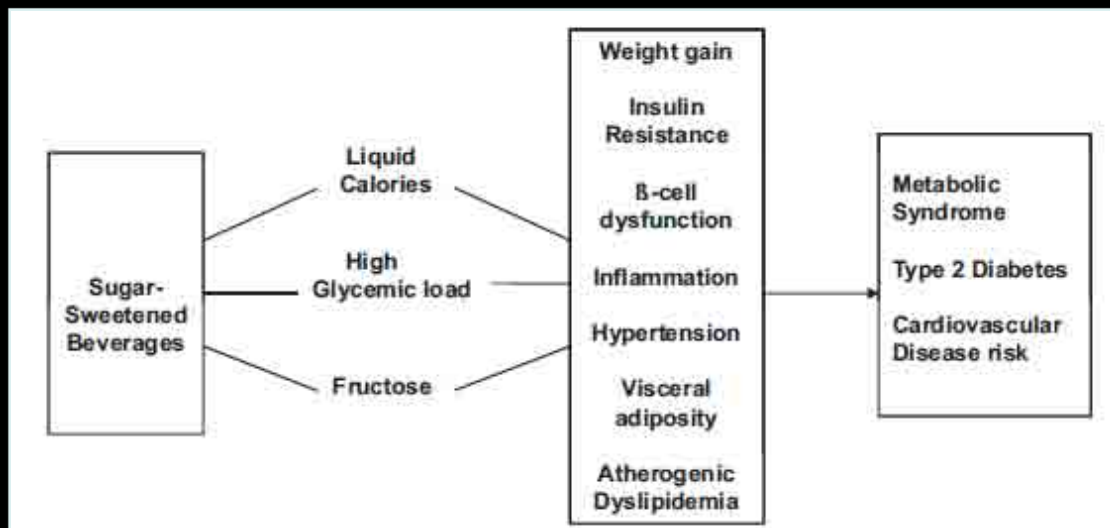 Sugar-
Sweetened
Beverages
Liquid
Calories
High
Glycemic load
Fructose
Weight gain
Insulin
Resistance
ß-cell
dysfunction
Inflammation
Hypertension
Visceral
adiposity
Atherogenic
Dyslipidemia
Metabolic
Syndrome
Type 2 Diabetes
Cardiovascular
Disease risk